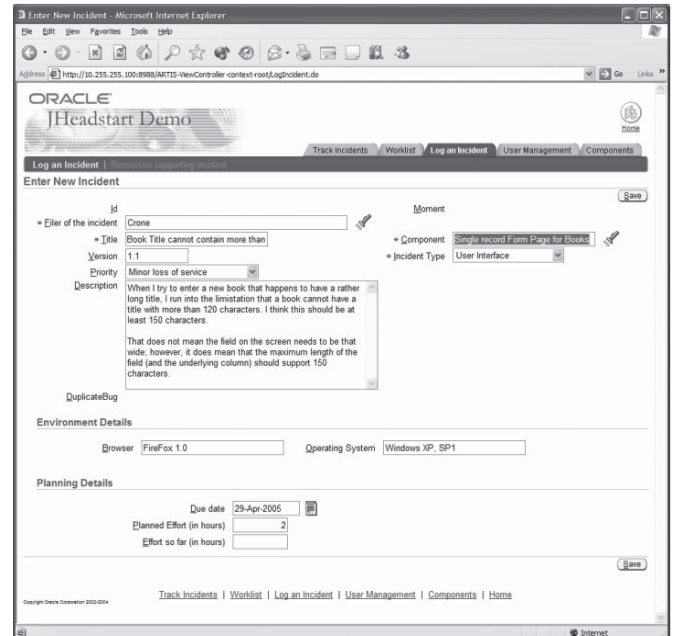 Enter New Incident - Microsoft Internet Explorer
File Edit View Favorites Tools Help
Address http://10.255.255.100:8988/ARTIS-ViewController-context-root/LogIncident.do Go Links »
ORACLE
JHeadstart Demo
Home
Track Incidents Worklist Log an Incident User Management Components
Log an Incident | Resources supporting Incident
Enter New Incident
Save
Id Moment
* Filer of the incident Crone
* Title Book Title cannot contain more than * Component Single record Form Page for Books
Version 1.1 * Incident Type User Interface
Priority Minor loss of service
Description When I try to enter a new book that happens to have a rather
long title, I run into the limistation that a book cannot have a
title with more than 120 characters. I think this should be at
least 150 characters.
That does not mean the field on the screen needs to be that
wide; however, it does mean that the maximum length of the
field (and the underlying column) should support 150
characters.
DuplicateBug
Environment Details
Browser FireFox 1.0 Operating System Windows XP, SP1
Planning Details
Due date 29-Apr-2005
Planned Effort (in hours) 2
Effort so far (in hours)
Save
Track Incidents | Worklist | Log an Incident | User Management | Components | Home
Copyright Oracle Corporation 2002-2004
Internet